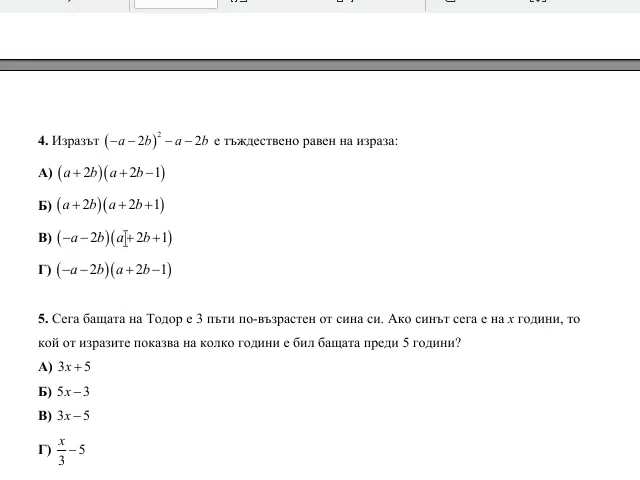 4. Изразът (−a − 2b)² − a − 2b е тъждествено равен на израза:
А) (a + 2b)(a + 2b − 1)
Б) (a + 2b)(a + 2b + 1)
В) (−a − 2b)(a + 2b + 1)
Г) (−a − 2b)(a + 2b − 1)
5. Сега бащата на Тодор е 3 пъти по-възрастен от сина си. Ако синът сега е на x години, то
кой от изразите показва на колко години е бил бащата преди 5 години?
А) 3x + 5
Б) 5x − 3
В) 3x − 5
Г) x/3 − 5